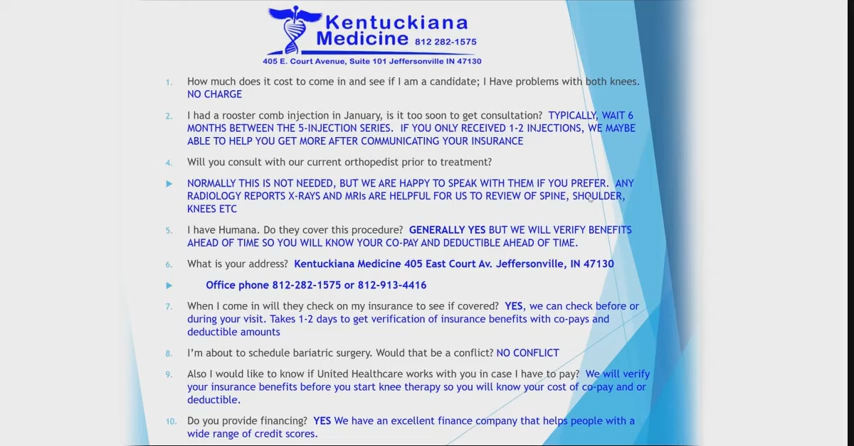 Kentuckiana
Medicine 812 282-1575
405 E. Court Avenue, Suite 101 Jeffersonville, IN 47130
1. How much does it cost to come in and see if I am a candidate; I Have problems with both knees.
NO CHARGE
2. I had a rooster comb injection in January, is it too soon to get consultation? TYPICALLY, WAIT 6
MONTHS BETWEEN THE 5-INJECTION SERIES. IF YOU ONLY RECEIVED 1-2 INJECTIONS, WE MAYBE
ABLE TO HELP YOU GET MORE AFTER COMMUNICATING YOUR INSURANCE
4. Will you consult with our current orthopedist prior to treatment?
NORMALLY THIS IS NOT NEEDED, BUT WE ARE HAPPY TO SPEAK WITH THEM IF YOU PREFER. ANY
RADIOLOGY REPORTS X-RAYS AND MRIs ARE HELPFUL FOR US TO REVIEW OF SPINE, SHOULDER,
KNEES ETC
5. I have Humana. Do they cover this procedure? GENERALLY YES BUT WE WILL VERIFY BENEFITS
AHEAD OF TIME SO YOU WILL KNOW YOUR CO-PAY AND DEDUCTIBLE AHEAD OF TIME.
6. What is your address? Kentuckiana Medicine 405 East Court Av. Jeffersonville, IN 47130
Office phone 812-282-1575 or 812-913-4416
7. When I come in will they check on my insurance to see if covered? YES, we can check before or
during your visit. Takes 1-2 days to get verification of insurance benefits with co-pays and
deductible amounts
8. I'm about to schedule bariatric surgery. Would that be a conflict? NO CONFLICT
9. Also I would like to know if United Healthcare works with you in case I have to pay? We will verify
your insurance benefits before you start knee therapy so you will know your cost of co-pay and or
deductible.
10. Do you provide financing? YES We have an excellent finance company that helps people with a
wide range of credit scores.